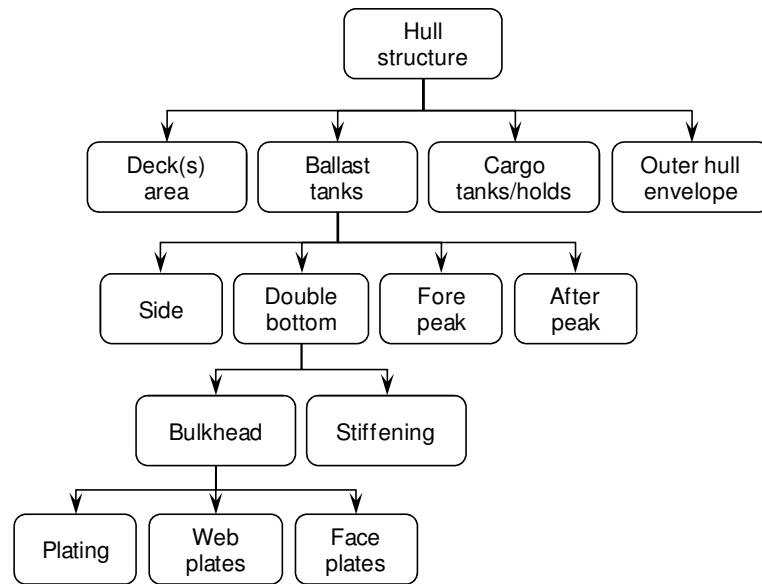 Hull
structure
Deck(s)
area
Ballast
tanks
Cargo
tanks/holds
Outer hull
envelope
Side
Double
bottom
Fore
peak
After
peak
Bulkhead
Stiffening
Plating
Web
plates
Face
plates